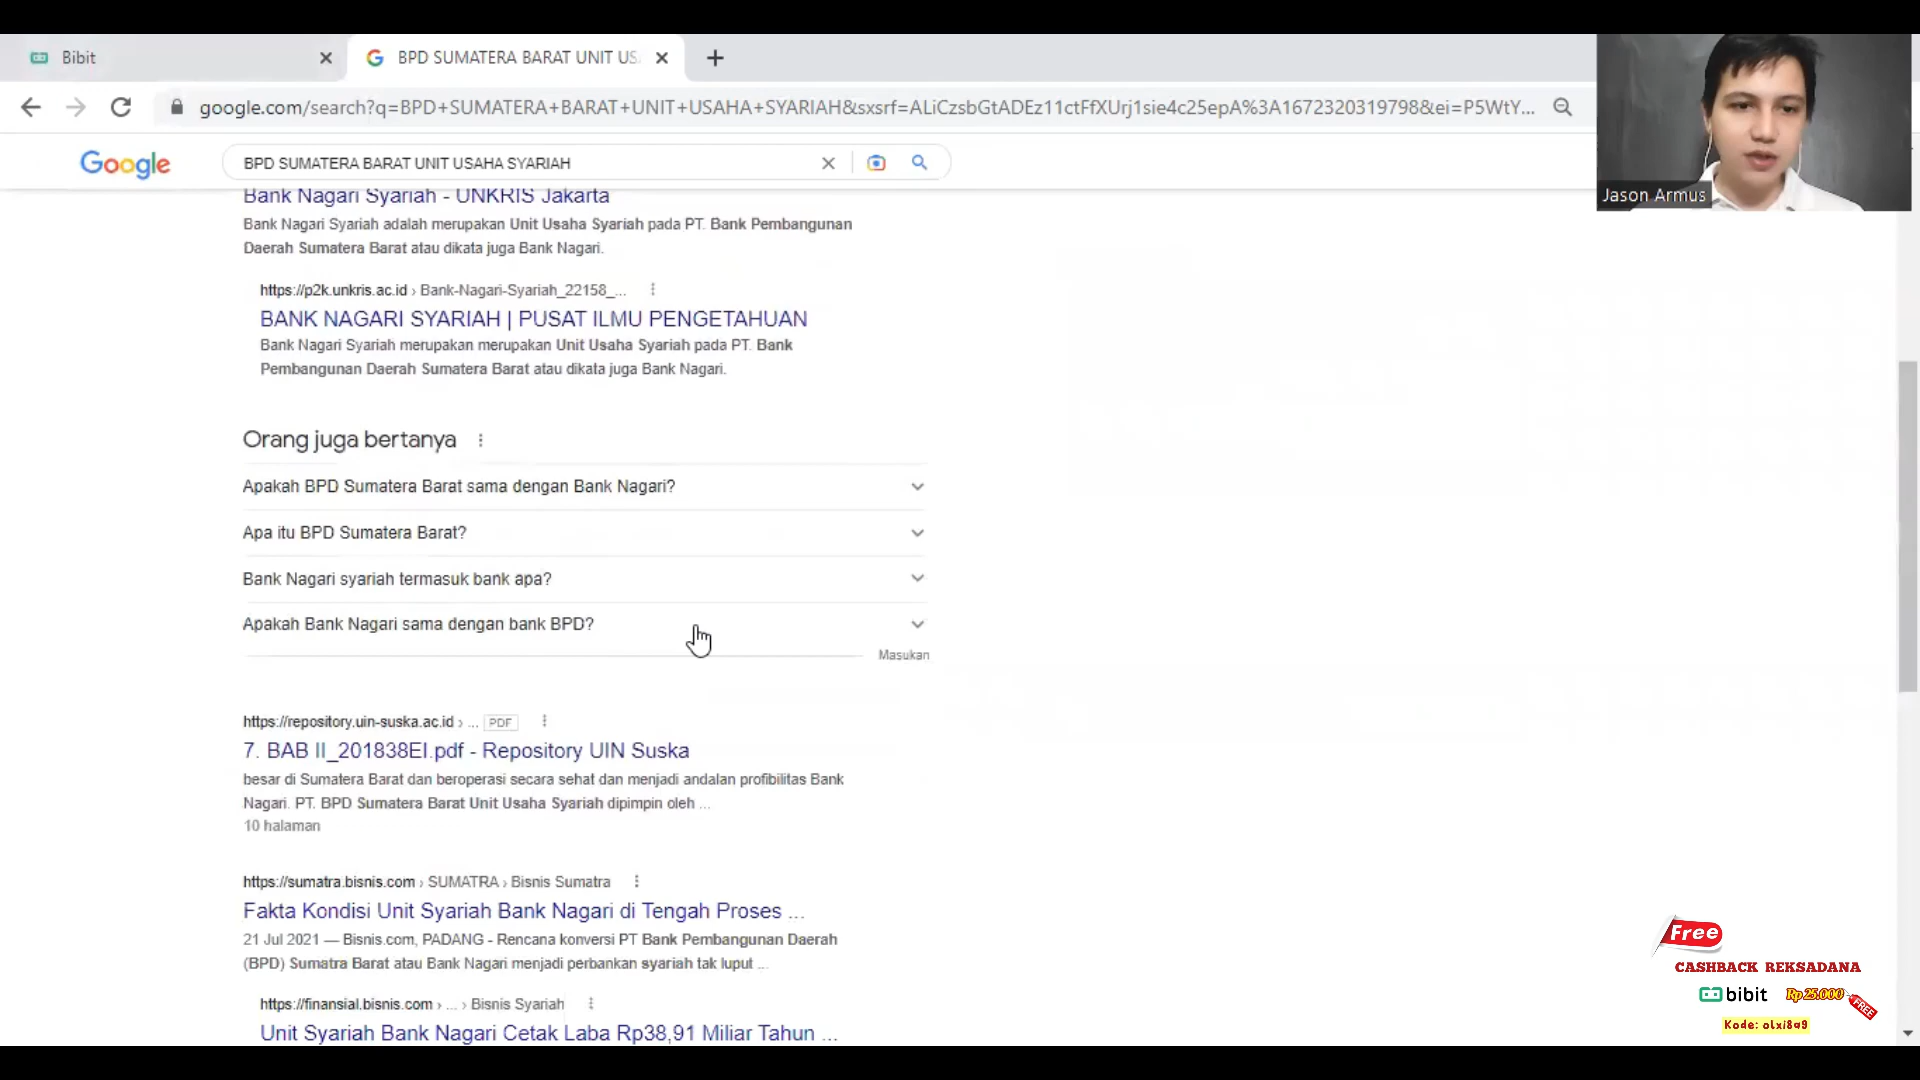 Bibit
BPD SUMATERA BARAT UNIT US
google.com/search?q=BPD+SUMATERA+BARAT+UNIT+USAHA+SYARIAH&sxsrf=ALiCzsbGtADEz11ctFfXUrj1sie4c25epA%3A1672320319798&ei=P5WtY...
Jason Armus
Google
BPD SUMATERA BARAT UNIT USAHA SYARIAH
Bank Nagari Syariah - UNKRIS Jakarta
Bank Nagari Syariah adalah merupakan Unit Usaha Syariah pada PT. Bank Pembangunan
Daerah Sumatera Barat atau dikata juga Bank Nagari.
https://p2k.unkris.ac.id › Bank-Nagari-Syariah_22158_...
BANK NAGARI SYARIAH | PUSAT ILMU PENGETAHUAN
Bank Nagari Syariah merupakan merupakan Unit Usaha Syariah pada PT. Bank
Pembangunan Daerah Sumatera Barat atau dikata juga Bank Nagari.
Orang juga bertanya
Apakah BPD Sumatera Barat sama dengan Bank Nagari?
Apa itu BPD Sumatera Barat?
Bank Nagari syariah termasuk bank apa?
Apakah Bank Nagari sama dengan bank BPD?
Masukan
https://repository.uin-suska.ac.id › ... PDF
7. BAB II_201838EI.pdf - Repository UIN Suska
besar di Sumatera Barat dan beroperasi secara sehat dan menjadi andalan profibilitas Bank
Nagari. PT. BPD Sumatera Barat Unit Usaha Syariah dipimpin oleh ...
10 halaman
https://sumatra.bisnis.com › SUMATRA › Bisnis Sumatra
Fakta Kondisi Unit Syariah Bank Nagari di Tengah Proses ...
21 Jul 2021 — Bisnis.com, PADANG - Rencana konversi PT Bank Pembangunan Daerah
(BPD) Sumatra Barat atau Bank Nagari menjadi perbankan syariah tak luput ...
https://finansial.bisnis.com › ... › Bisnis Syariah
Unit Syariah Bank Nagari Cetak Laba Rp38,91 Miliar Tahun ...
Free
CASHBACK REKSADANA
bibit Rp 25.000 FREE
Kode: olxi8q9